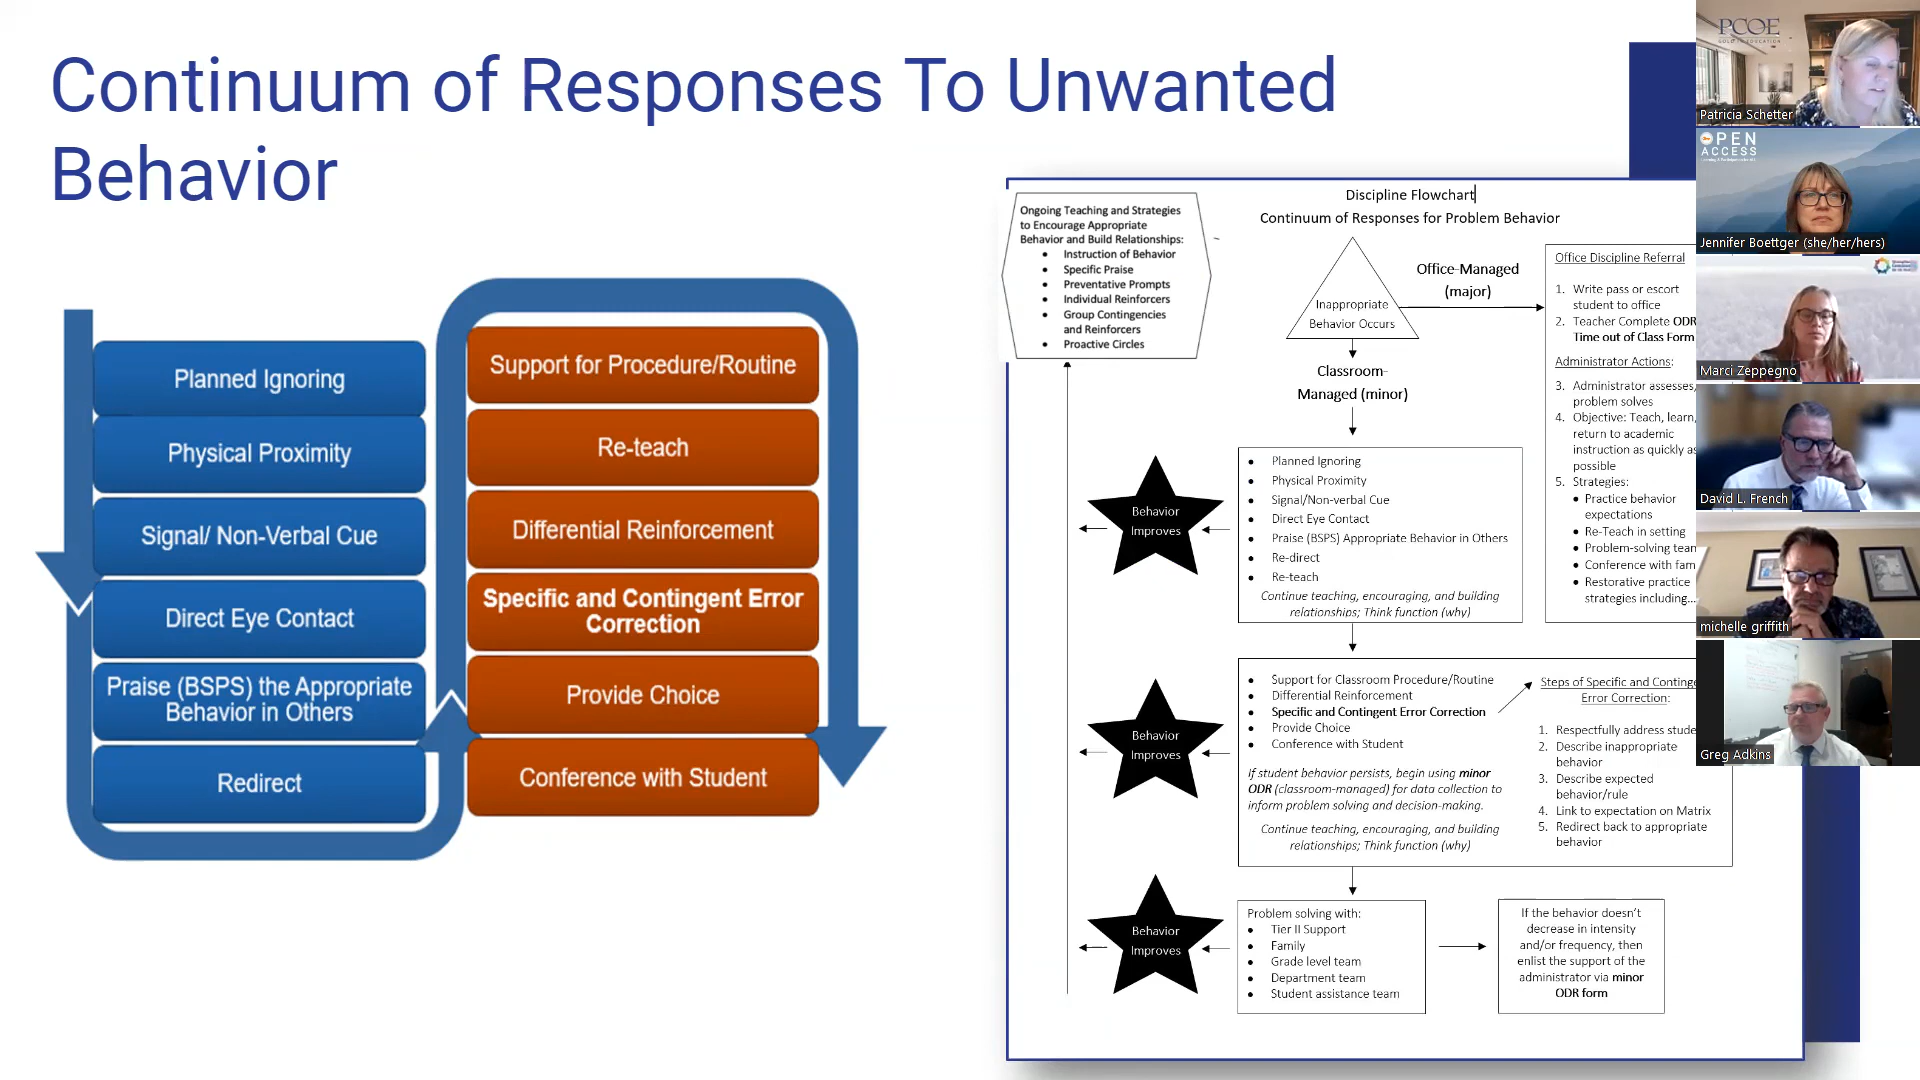 Continuum of Responses To Unwanted
Behavior
Planned Ignoring
Physical Proximity
Signal/ Non-Verbal Cue
Direct Eye Contact
Praise (BSPS) the Appropriate
Behavior in Others
Redirect
Support for Procedure/Routine
Re-teach
Differential Reinforcement
Specific and Contingent Error
Correction
Provide Choice
Conference with Student
Discipline Flowchart
Continuum of Responses for Problem Behavior
Ongoing Teaching and Strategies
to Encourage Appropriate
Behavior and Build Relationships:
• Instruction of Behavior
• Specific Praise
• Preventative Prompts
• Individual Reinforcers
• Group Contingencies
and Reinforcers
• Proactive Circles
Inappropriate
Behavior Occurs
Office-Managed
(major)
Classroom-
Managed (minor)
Office Discipline Referral
1. Write pass or escort
student to office
2. Teacher Complete ODR
Time out of Class Form
Administrator Actions:
3. Administrator assesses,
problem solves
4. Objective: Teach, learn,
return to academic
instruction as quickly as
possible
5. Strategies:
• Practice behavior
expectations
• Re-Teach in setting
• Problem-solving team
• Conference with fam
• Restorative practice
strategies including...
• Planned Ignoring
• Physical Proximity
• Signal/Non-verbal Cue
• Direct Eye Contact
• Praise (BSPS) Appropriate Behavior in Others
• Re-direct
• Re-teach
Continue teaching, encouraging, and building
relationships; Think function (why)
Behavior
Improves
• Support for Classroom Procedure/Routine
• Differential Reinforcement
• Specific and Contingent Error Correction
• Provide Choice
• Conference with Student
If student behavior persists, begin using minor
ODR (classroom-managed) for data collection to
inform problem solving and decision-making.
Continue teaching, encouraging, and building
relationships; Think function (why)
Steps of Specific and Continge
Error Correction:
1. Respectfully address stude
2. Describe inappropriate
behavior
3. Describe expected
behavior/rule
4. Link to expectation on Matrix
5. Redirect back to appropriate
behavior
Behavior
Improves
Problem solving with:
• Tier II Support
• Family
• Grade level team
• Department team
• Student assistance team
Behavior
Improves
If the behavior doesn't
decrease in intensity
and/or frequency, then
enlist the support of the
administrator via minor
ODR form
PCOE
Patricia Schetter
OPEN
ACCESS
Jennifer Boettger (she/her/hers)
Marci Zeppegno
David L. French
michelle griffith
Greg Adkins